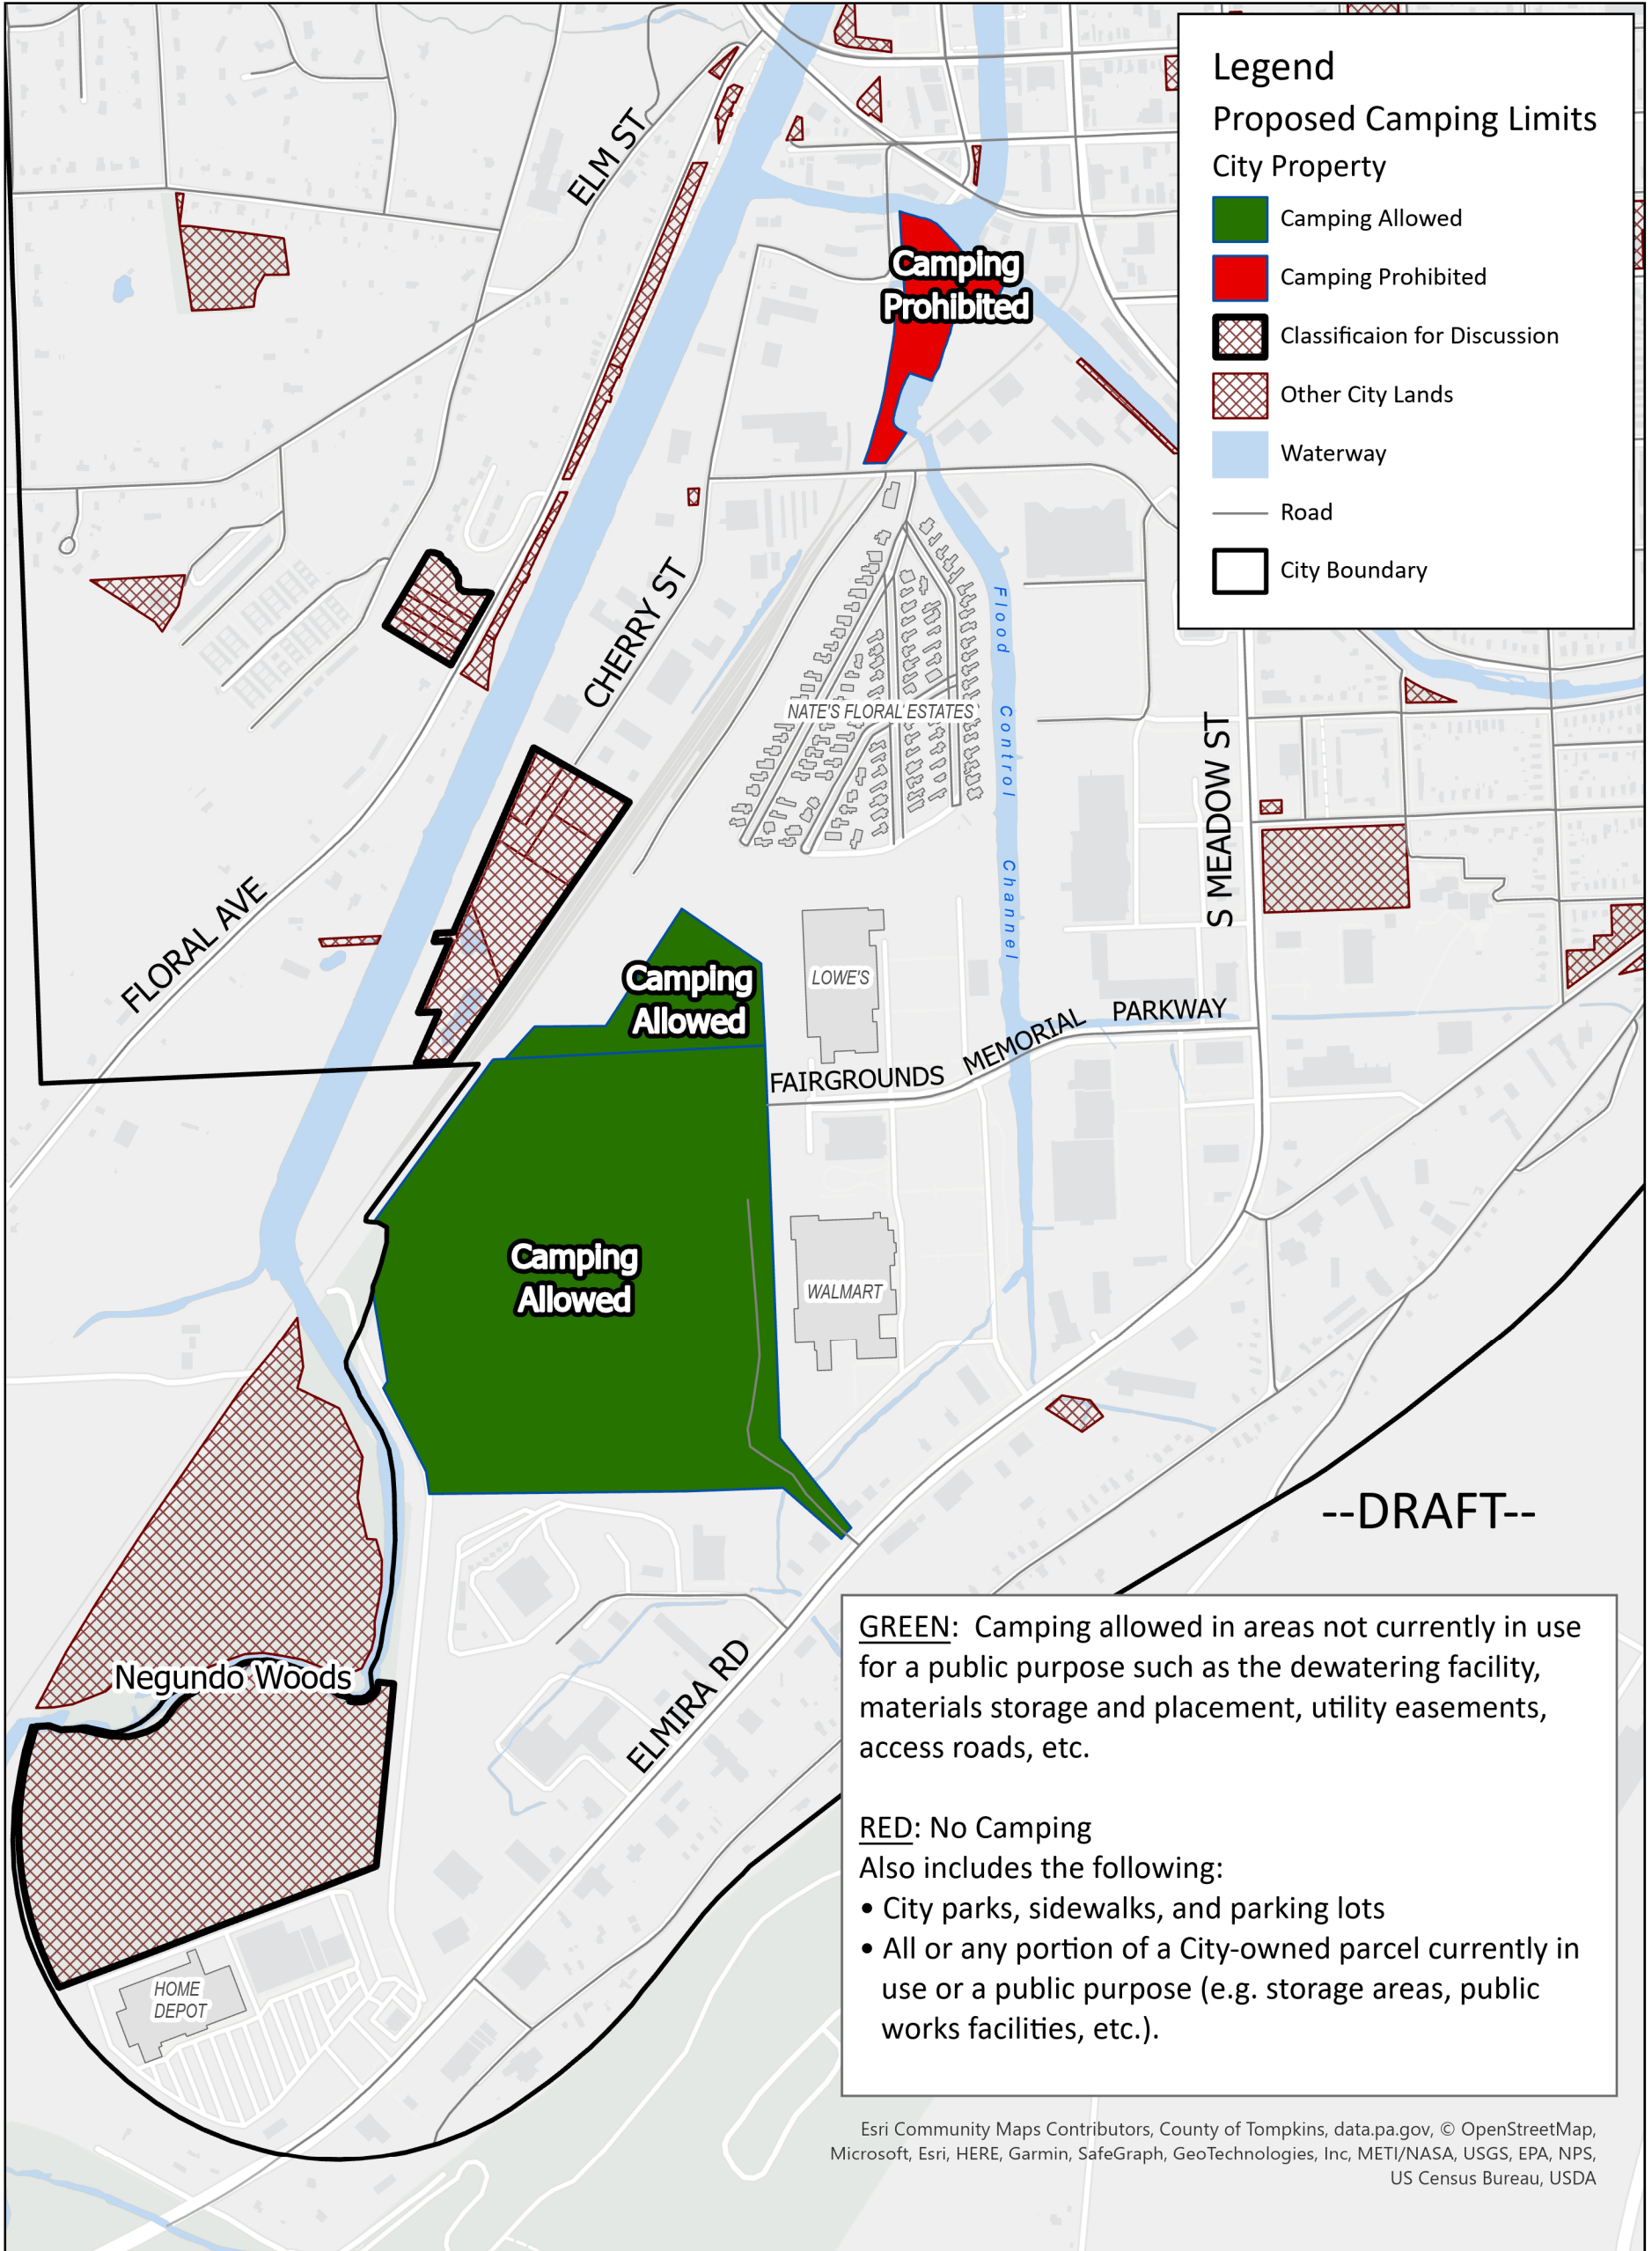 Legend
Proposed Camping Limits
City Property
Camping Allowed
Camping Prohibited
Classificaion for Discussion
Other City Lands
Waterway
Road
City Boundary
ELM ST
Camping
Prohibited
CHERRY ST
Flood Control Channel
NATE'S FLORAL ESTATES
S MEADOW ST
FLORAL AVE
LOWE'S
Camping
Allowed
FAIRGROUNDS MEMORIAL PARKWAY
Camping
Allowed
WALMART
--DRAFT--
Negundo Woods
ELMIRA RD
HOME
DEPOT
GREEN: Camping allowed in areas not currently in use
for a public purpose such as the dewatering facility,
materials storage and placement, utility easements,
access roads, etc.
RED: No Camping
Also includes the following:
• City parks, sidewalks, and parking lots
• All or any portion of a City-owned parcel currently in
use or a public purpose (e.g. storage areas, public
works facilities, etc.).
Esri Community Maps Contributors, County of Tompkins, data.pa.gov, © OpenStreetMap,
Microsoft, Esri, HERE, Garmin, SafeGraph, GeoTechnologies, Inc, METI/NASA, USGS, EPA, NPS,
US Census Bureau, USDA